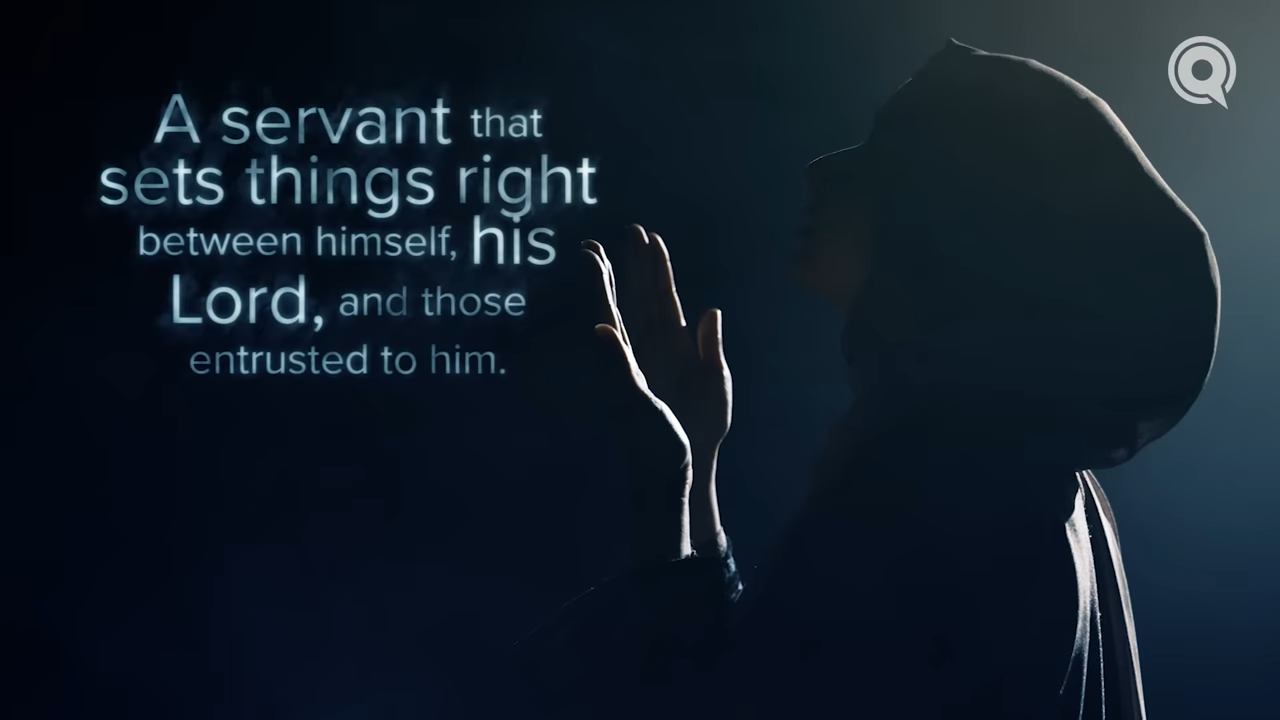 A servant that
sets things right
between himself, his
Lord, and those
entrusted to him.